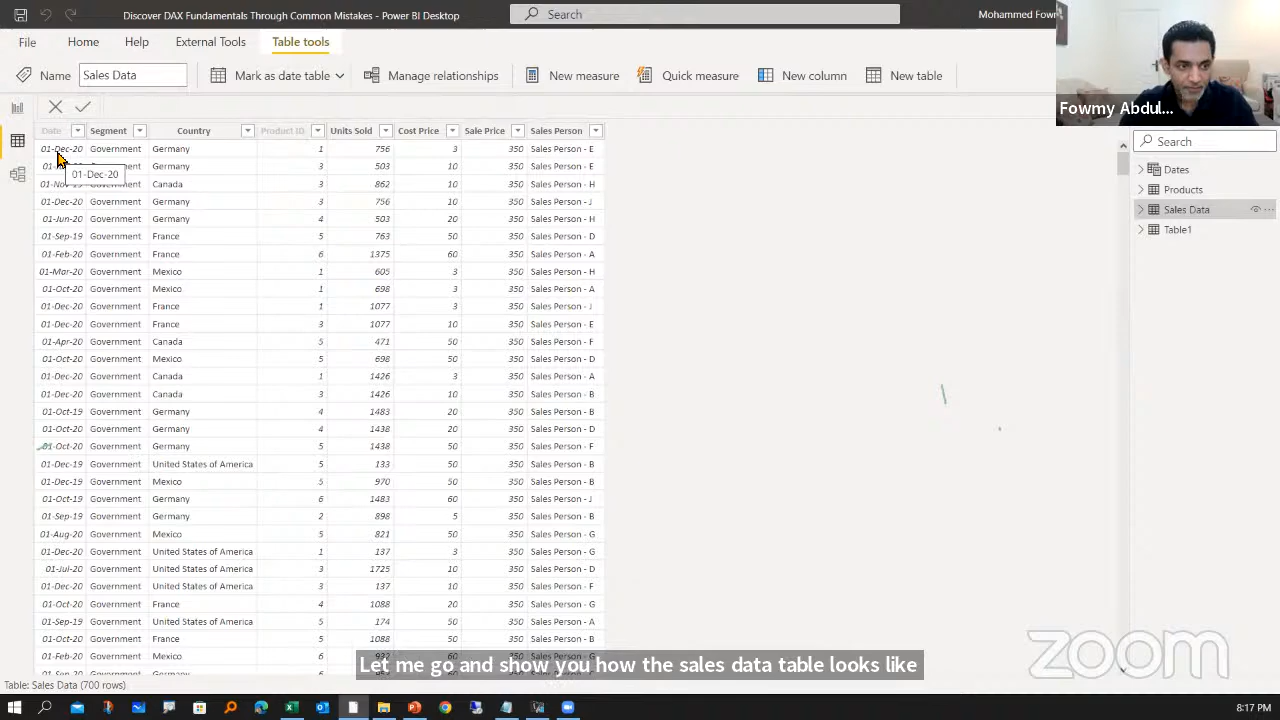 Discover DAX Fundamentals Through Common Mistakes - Power BI Desktop
Search
Mohammed Fown
File Home Help External Tools Table tools
Name Sales Data Mark as date table Manage relationships New measure Quick measure New column New table
Fowmy Abdul...
Date Segment Country Product ID Units Sold Cost Price Sale Price Sales Person
01-Dec-20 Government Germany 1 756 3 350 Sales Person - E
Government Germany 3 503 10 350 Sales Person - E
01-Dec-20
01-Nov-19 Government Canada 3 862 10 350 Sales Person - H
01-Dec-20 Government Germany 3 756 10 350 Sales Person - J
01-Jun-20 Government Germany 4 503 20 350 Sales Person - H
01-Sep-19 Government France 5 763 50 350 Sales Person - D
01-Feb-20 Government France 6 1375 60 350 Sales Person - A
01-Mar-20 Government Mexico 1 605 3 350 Sales Person - H
01-Oct-20 Government Mexico 1 698 3 350 Sales Person - A
01-Dec-20 Government France 1 1077 3 350 Sales Person - J
01-Dec-20 Government France 3 1077 10 350 Sales Person - E
01-Apr-20 Government Canada 5 471 50 350 Sales Person - F
01-Oct-20 Government Mexico 5 698 50 350 Sales Person - D
01-Dec-20 Government Canada 1 1426 3 350 Sales Person - A
01-Dec-20 Government Canada 3 1426 10 350 Sales Person - B
01-Oct-19 Government Germany 4 1483 20 350 Sales Person - B
01-Oct-20 Government Germany 4 1438 20 350 Sales Person - D
01-Oct-20 Government Germany 5 1438 50 350 Sales Person - F
01-Dec-19 Government United States of America 5 133 50 350 Sales Person - B
01-Dec-19 Government Mexico 5 970 50 350 Sales Person - B
01-Oct-19 Government Germany 6 1483 60 350 Sales Person - J
01-Sep-19 Government Germany 2 898 5 350 Sales Person - B
01-Aug-20 Government Mexico 5 821 50 350 Sales Person - G
01-Dec-20 Government United States of America 1 137 3 350 Sales Person - G
01-Jul-20 Government United States of America 3 1725 10 350 Sales Person - D
01-Dec-20 Government United States of America 3 137 10 350 Sales Person - F
01-Oct-20 Government France 4 1088 20 350 Sales Person - G
01-Sep-19 Government United States of America 5 174 50 350 Sales Person - A
01-Oct-20 Government France 5 1088 50 350 Sales Person - B
01-Feb-20 Government Mexico 6
Search
Dates
Products
Sales Data
Table1
Let me go and show you how the sales data table looks like
zoom
Table: Sales Data (700 rows)
8:17 PM